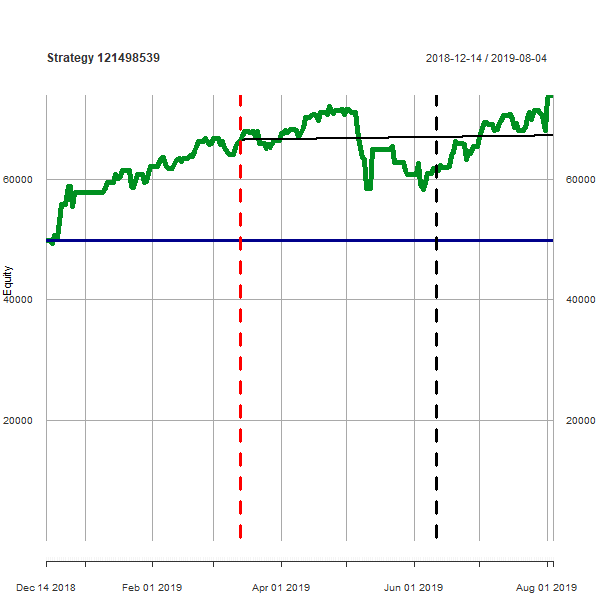 Strategy 121498539 2018-12-14 / 2019-08-04
60000 60000
Equity
40000 40000
20000 20000
Dec 14 2018 Feb 01 2019 Apr 01 2019 Jun 01 2019 Aug 01 2019